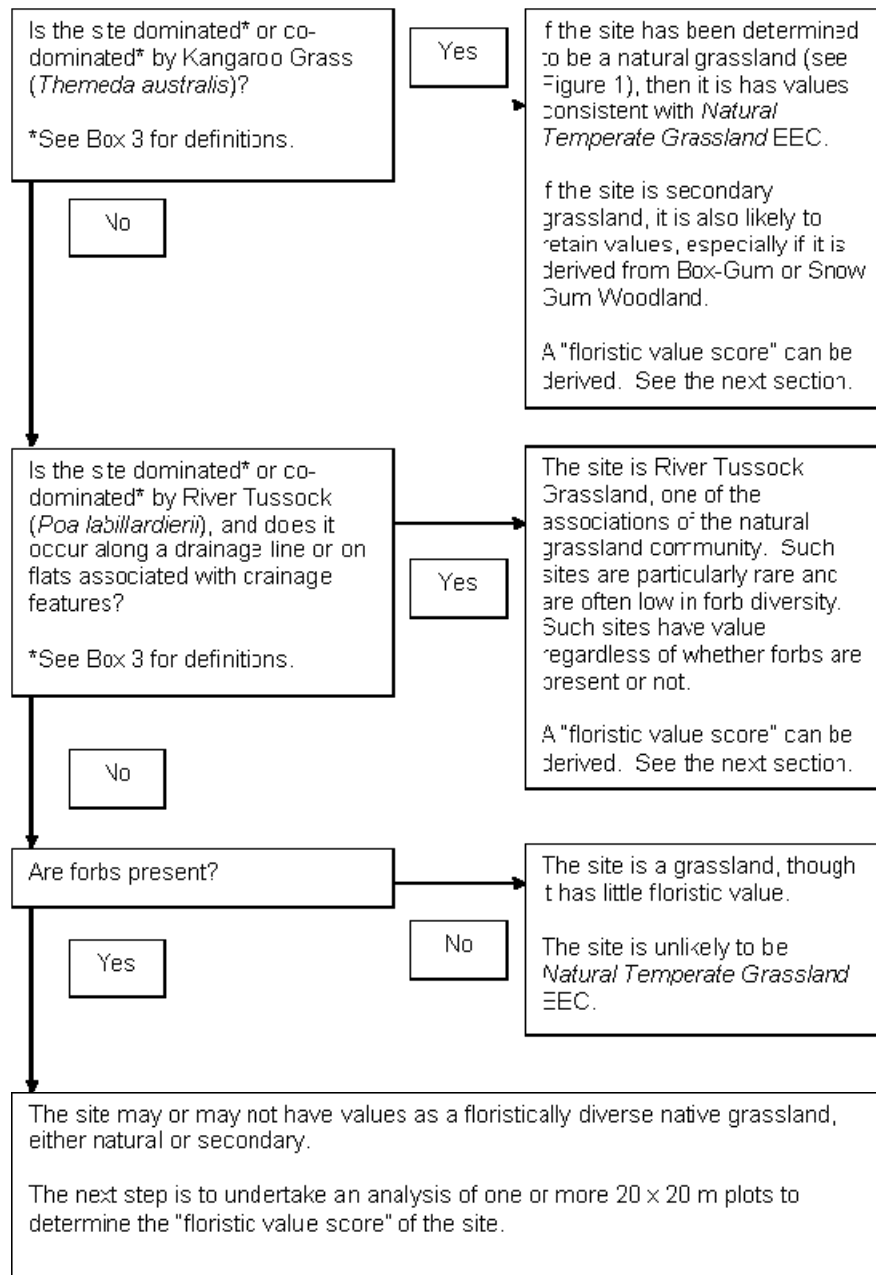 Is the site dominated* or co-
dominated* by Kangaroo Grass
(Themeda australis)?
*See Box 3 for definitions.
Yes
If the site has been determined
to be a natural grassland (see
Figure 1), then it is has values
consistent with Natural
Temperate Grassland EEC.
If the site is secondary
grassland, it is also likely to
retain values, especially if it is
derived from Box-Gum or Snow
Gum Woodland.
A "floristic value score" can be
derived. See the next section.
No
Is the site dominated* or co-
dominated* by River Tussock
(Poa labillardierii), and does it
occur along a drainage line or on
flats associated with drainage
features?
*See Box 3 for definitions.
Yes
The site is River Tussock
Grassland, one of the
associations of the natural
grassland community. Such
sites are particularly rare and
are often low in forb diversity.
Such sites have value
regardless of whether forbs are
present or not.
A "floristic value score" can be
derived. See the next section.
No
Are forbs present?
No
The site is a grassland, though
it has little floristic value.
The site is unlikely to be
Natural Temperate Grassland
EEC.
Yes
The site may or may not have values as a floristically diverse native grassland,
either natural or secondary.
The next step is to undertake an analysis of one or more 20 x 20 m plots to
determine the "floristic value score" of the site.